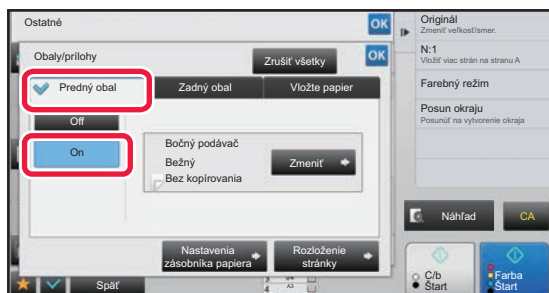 Ostatné
OK
Obaly/prílohy
Zrušiť všetky
OK
Predný obal
Zadný obal
Vložte papier
Off
On
Bočný podávač
Bežný
Bez kopírovania
Zmeniť
Nastavenia
zásobníka papiera
Rozloženie
stránky
Späť
Originál
Zmeniť veľkosť/smer.
N:1
Vložiť viac strán na stranu A
Farebný režim
Posun okraju
Posunúť na vytvorenie okraja
Náhľad
CA
C/b
Štart
Farba
Štart